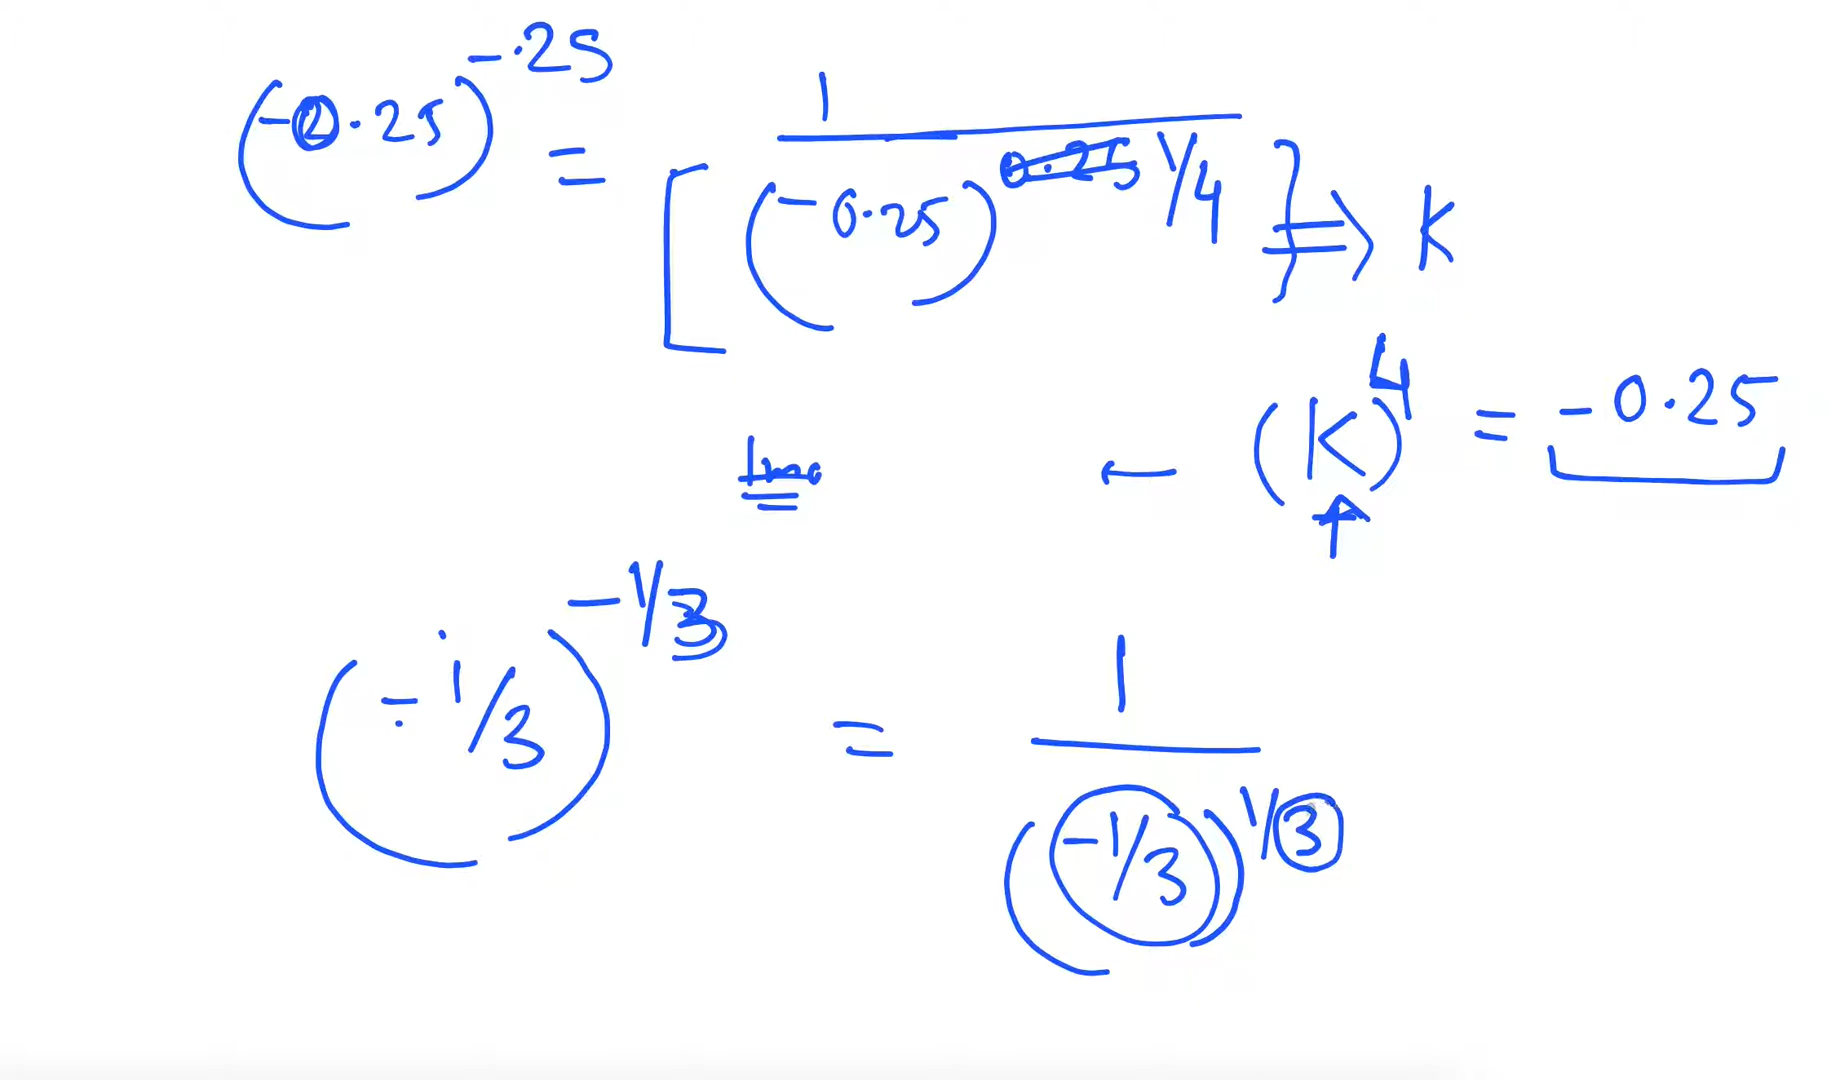 (-0.25)^-.25 = [1/(-0.25)^1/4} ⇒ K
Imo ← (K)^4 = -0.25
(-1/3)^-1/3 = 1/((-1/3))^1/3